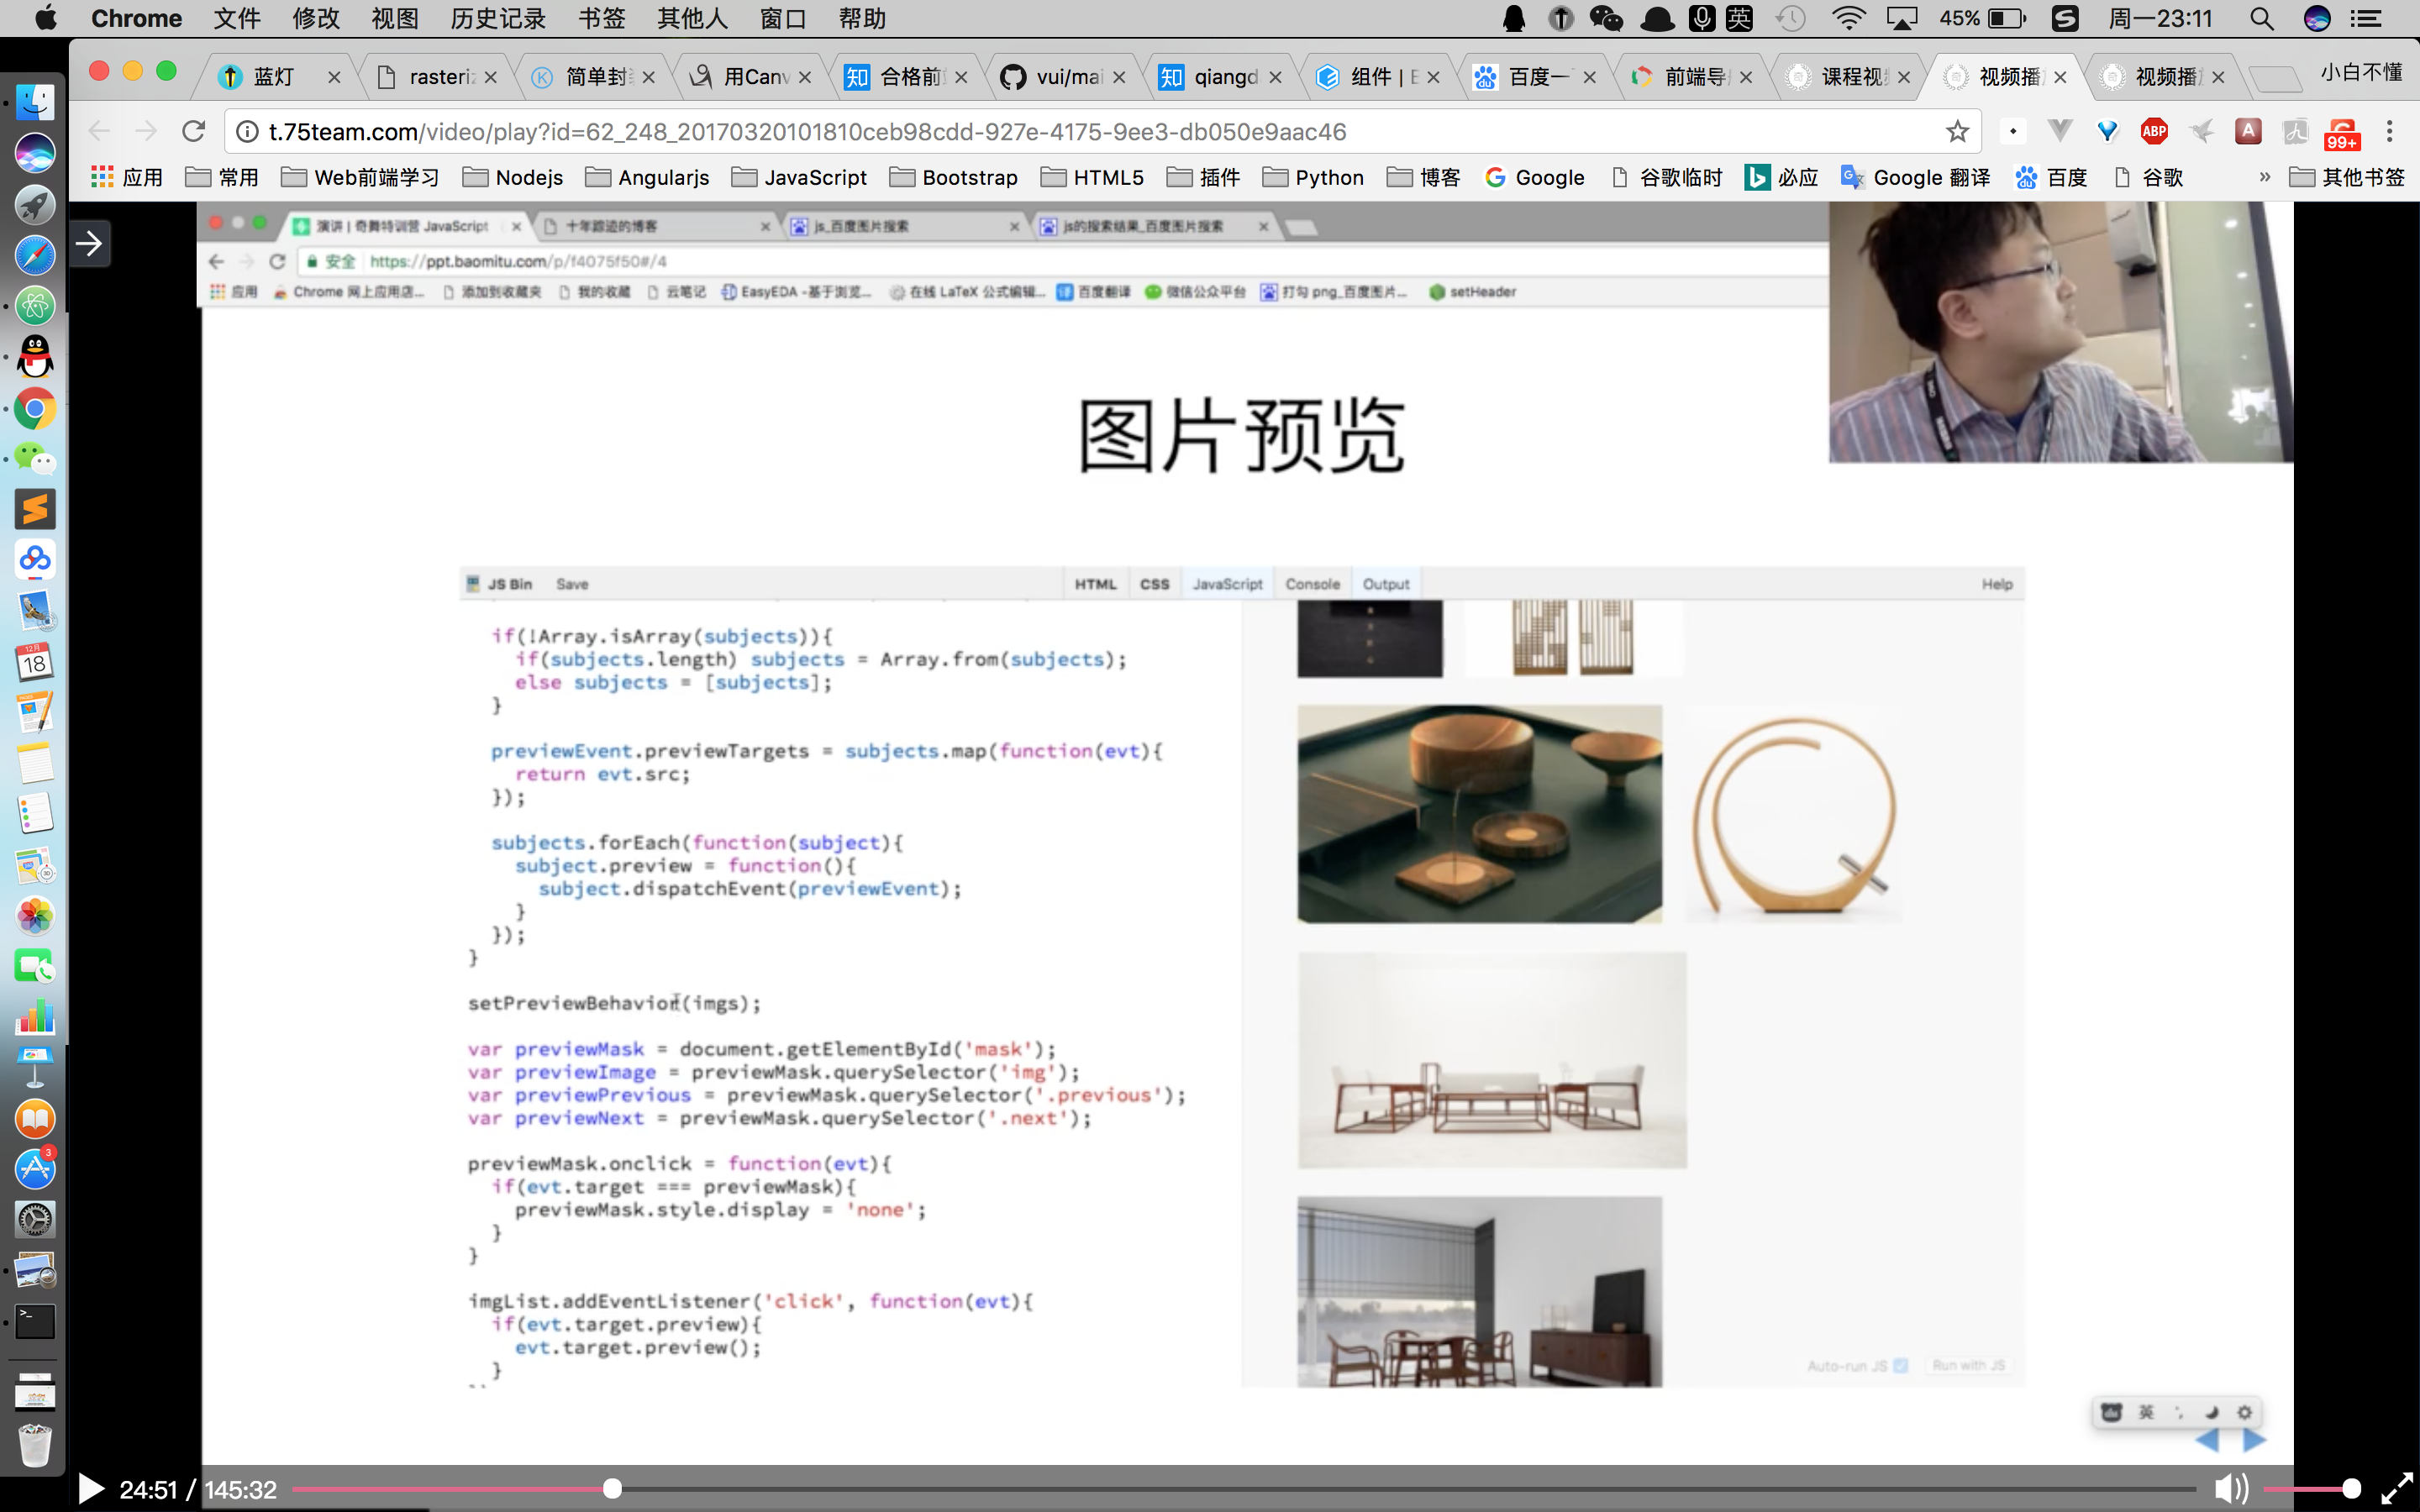 Chrome 文件 修改 视图 历史记录 书签 其他人 窗口 帮助 英 45% 周一23:11
蓝灯 rasteri 简单封 用Canv 合格前 vui/mai qiangd 组件 | E 百度一 前端导 课程视 视频播 视频播 小白不懂
t.75team.com/video/play?id=62_248_20170320101810ceb98cdd-927e-4175-9ee3-db050e9aac46 ABP A 99+
应用 常用 Web前端学习 Nodejs Angularjs JavaScript Bootstrap HTML5 插件 Python 博客 Google 谷歌临时 必应 Google 翻译 百度 谷歌 » 其他书签
演讲 | 奇舞特训营 JavaScript 十年踪迹的博客 js_百度图片搜索 js的搜索结果_百度图片搜索
安全 https://ppt.baomitu.com/p/f4075f50#/4
应用 Chrome 网上应用店... 添加到收藏夹 我的收藏 云笔记 EasyEDA -基于浏览... 在线 LaTeX 公式编辑... 百度翻译 微信公众平台 打勾 png_百度图片... setHeader
图片预览
JS Bin Save HTML CSS JavaScript Console Output Help
if(!Array.isArray(subjects)){
if(subjects.length) subjects = Array.from(subjects);
else subjects = [subjects];
}
previewEvent.previewTargets = subjects.map(function(evt){
return evt.src;
});
subjects.forEach(function(subject){
subject.preview = function(){
subject.dispatchEvent(previewEvent);
}
});
}
setPreviewBehavior(imgs);
var previewMask = document.getElementById('mask');
var previewImage = previewMask.querySelector('img');
var previewPrevious = previewMask.querySelector('.previous');
var previewNext = previewMask.querySelector('.next');
previewMask.onclick = function(evt){
if(evt.target === previewMask){
previewMask.style.display = 'none';
}
}
imgList.addEventListener('click', function(evt){
if(evt.target.preview){
evt.target.preview();
}
Auto-run JS Run with JS
英
12月
18
3
24:51 / 145:32